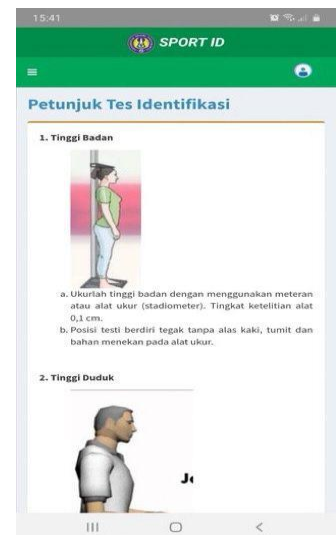 15:41
SPORT ID
Petunjuk Tes Identifikasi
1. Tinggi Badan
a. Ukurlah tinggi badan dengan menggunakan meteran
atau alat ukur (stadiometer). Tingkat ketelitian alat
0,1 cm.
b. Posisi testi berdiri tegak tanpa alas kaki, tumit dan
bahan menekan pada alat ukur.
2. Tinggi Duduk